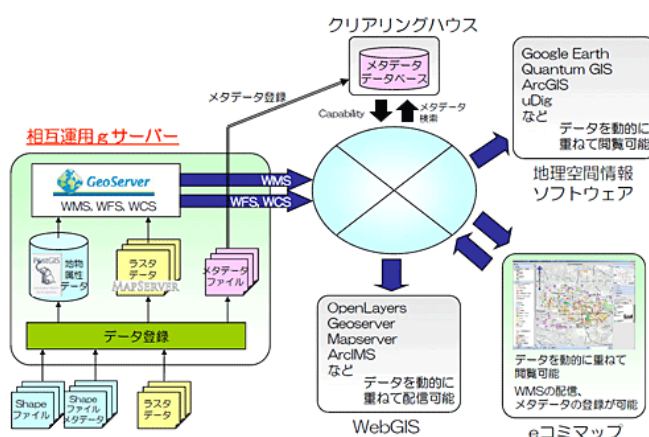 クリアリングハウス
メタデータ
データベース
メタデータ登録
Capability
メタデータ
検索
Google Earth
Quantum GIS
ArcGIS
uDig
など
データを動的に
重ねて閲覧可能
地理空間情報
ソフトウェア
相互運用gサーバー
GeoServer
WMS, WFS, WCS
WMS
WFS, WCS
PostGIS
地物
属性
データ
ラスタ
データ
MAPSERVER
メタデータ
ファイル
データ登録
Shape
ファイル
Shape
ファイル
メタデータ
ラスタ
データ
OpenLayers
Geoserver
Mapserver
ArcIMS
など
データを動的に
重ねて配信可能
WebGIS
データを動的に重ねて
閲覧可能
WMSの配信、
メタデータの登録が可能
eコミマップ